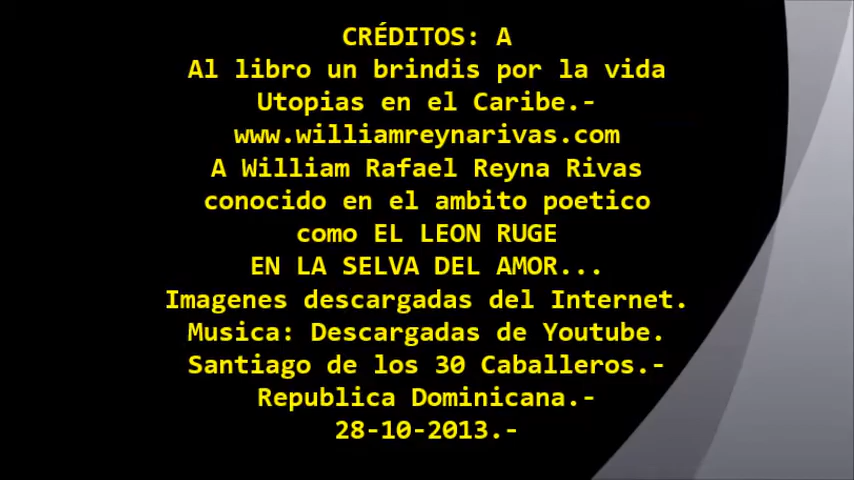 CRÉDITOS: A
Al libro un brindis por la vida
Utopias en el Caribe.-
www.williamreynarivas.com
A William Rafael Reyna Rivas
conocido en el ambito poetico
como EL LEON RUGE
EN LA SELVA DEL AMOR...
Imagenes descargadas del Internet.
Musica: Descargadas de Youtube.
Santiago de los 30 Caballeros.-
Republica Dominicana.-
28-10-2013.-